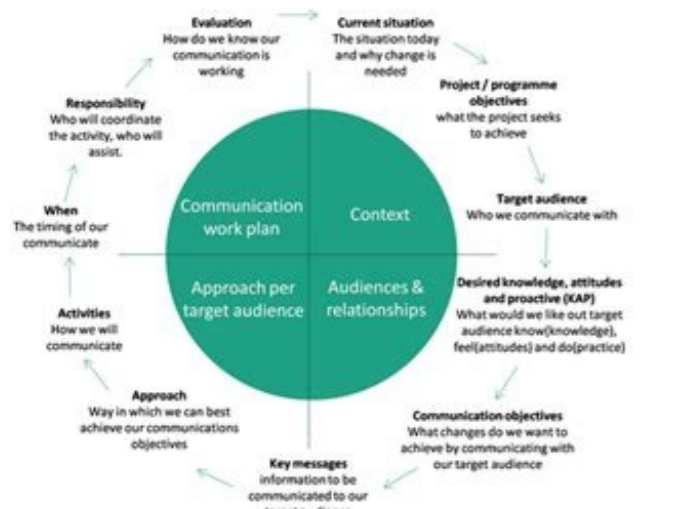 Evaluation
How do we know our
communication is
working
Current situation
The situation today
and why change is
needed
Project / programme
objectives
what the project seeks
to achieve
Target audience
Who we communicate with
Desired knowledge, attitudes
and proactive (KAP)
What would we like out target
audience know(knowledge),
feel(attitudes) and do(practice)
Communication objectives
What changes do we want to
achieve by communicating with
our target audience
Key messages
information to be
communicated to our
target audience
Approach
Way in which we can best
achieve our communications
objectives
Activities
How we will
communicate
When
The timing of our
communicate
Responsibility
Who will coordinate
the activity, who will
assist.
Communication
work plan
Context
Approach per
target audience
Audiences &
relationships